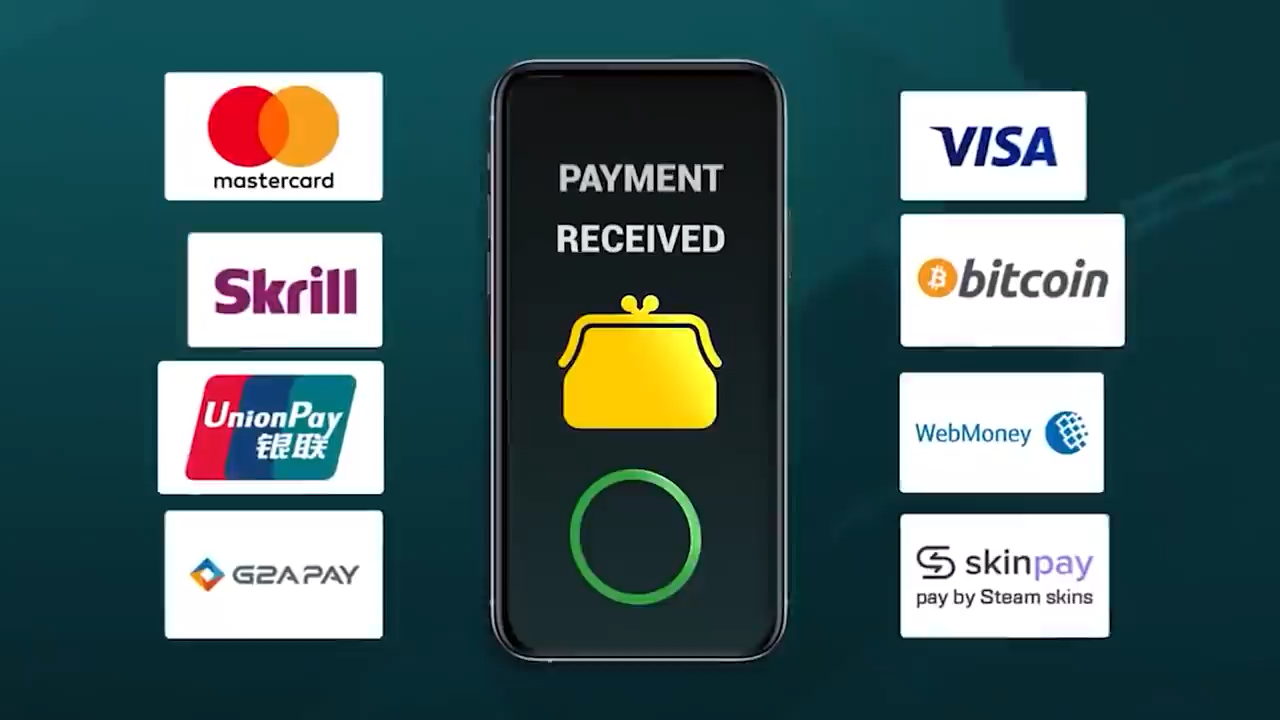 mastercard
Skrill
UnionPay
银联
G2A PAY
PAYMENT
RECEIVED
VISA
bitcoin
WebMoney
skinpay
pay by Steam skins